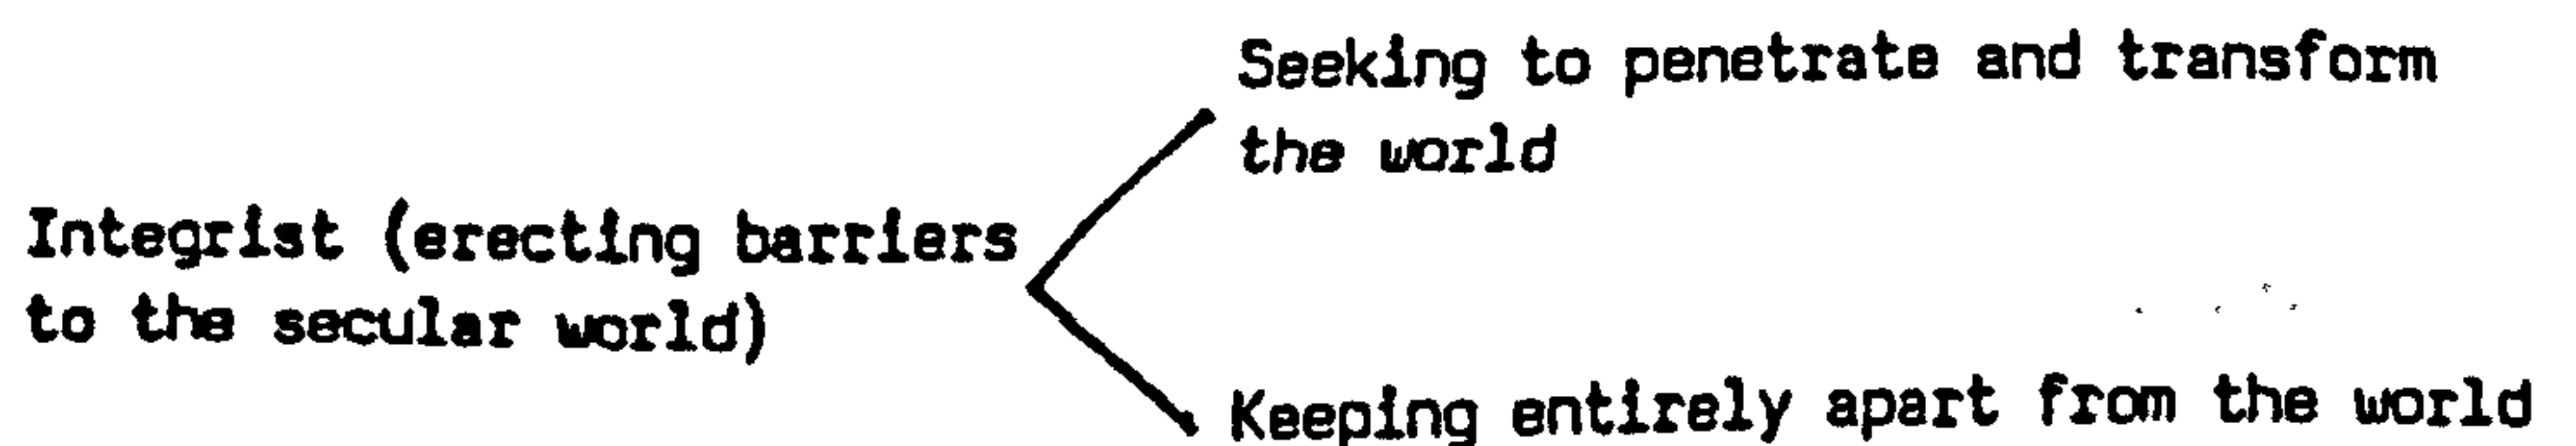 Seeking to penetrate and transform
the world
Integrist (erecting barriers
to the secular world)
Keeping entirely apart from the world